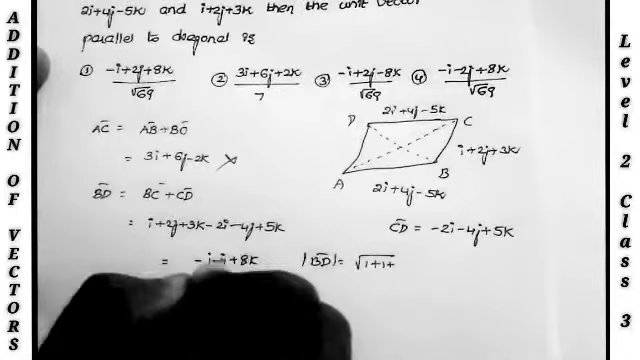 ADDITION OF VECTORS
2i+4j-5k and i+2j+3k then the unit vector
parallel to diagonal is
① -i+2j+8k/√69 ② 3i+6j+2k/7 ③ -i+2j-8k/√69 ④ -i-2j+8k/√69
AC = AB+BC
= 3i+6j-2k ×
BD = BC+CD
= i+2j+3k-2i-4j+5k
= -i-j+8k |BD| = √1+1+
D 2i+4j-5k C
i+2j+3k
A B
2i+4j-5k
CD = -2i-4j+5k
Level 2 Class 3